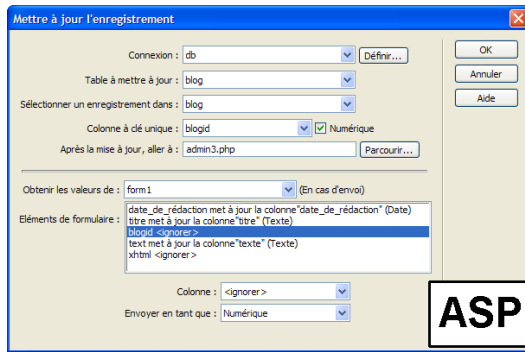 Mettre à jour l'enregistrement
Connexion : db Définir... OK
Table à mettre à jour : blog Annuler
Sélectionner un enregistrement dans : blog Aide
Colonne à clé unique : blogid Numérique
Après la mise à jour, aller à : admin3.php Parcourir...
Obtenir les valeurs de : form1 (En cas d'envoi)
Eléments de formulaire : date_de_rédaction met à jour la colonne"date_de_rédaction" (Date)
titre met à jour la colonne"titre" (Texte)
blogid <ignorer>
text met à jour la colonne"texte" (Texte)
xhtml <ignorer>
Colonne : <ignorer>
Envoyer en tant que : Numérique
ASP